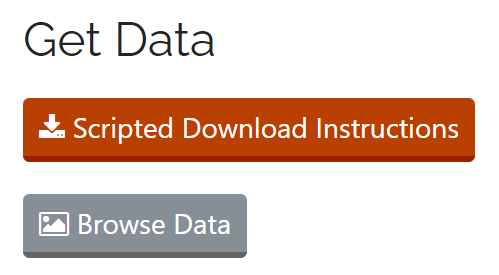 Get Data
Scripted Download Instructions
Browse Data